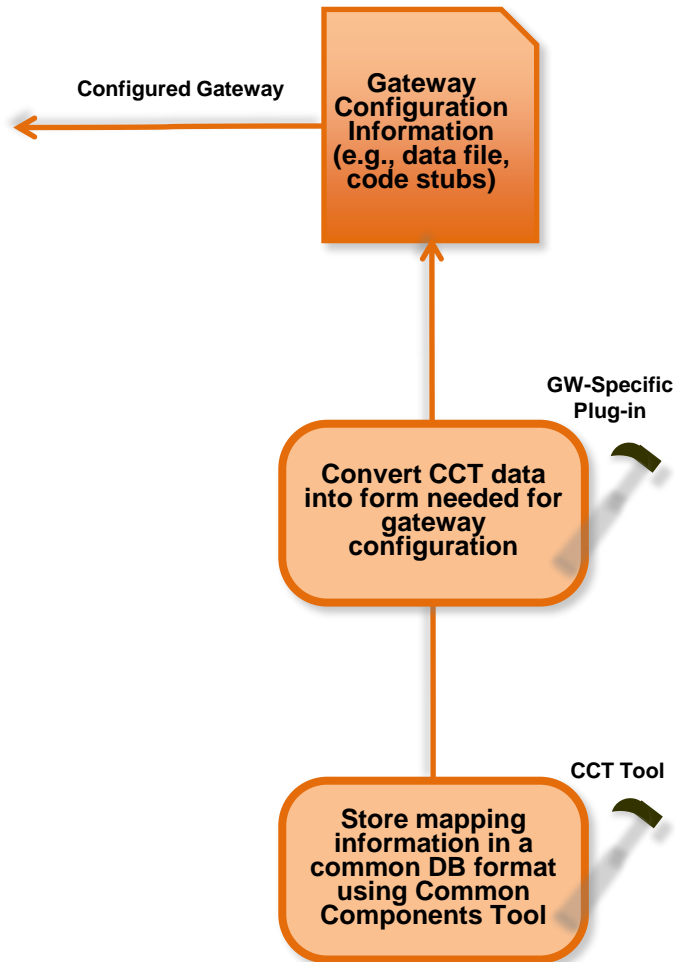 Configured Gateway
Gateway
Configuration
Information
(e.g., data file,
code stubs)
GW-Specific
Plug-in
Convert CCT data
into form needed for
gateway
configuration
CCT Tool
Store mapping
information in a
common DB format
using Common
Components Tool